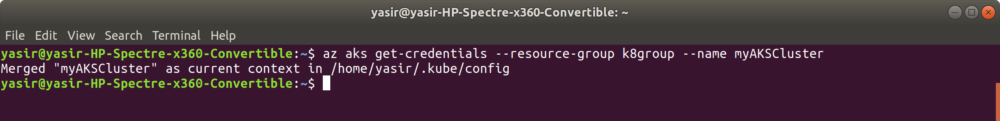 yasir@yasir-HP-Spectre-x360-Convertible: ~
File Edit View Search Terminal Help
yasir@yasir-HP-Spectre-x360-Convertible:~$ az aks get-credentials --resource-group k8group --name myAKSCluster
Merged "myAKSCluster" as current context in /home/yasir/.kube/config
yasir@yasir-HP-Spectre-x360-Convertible:~$